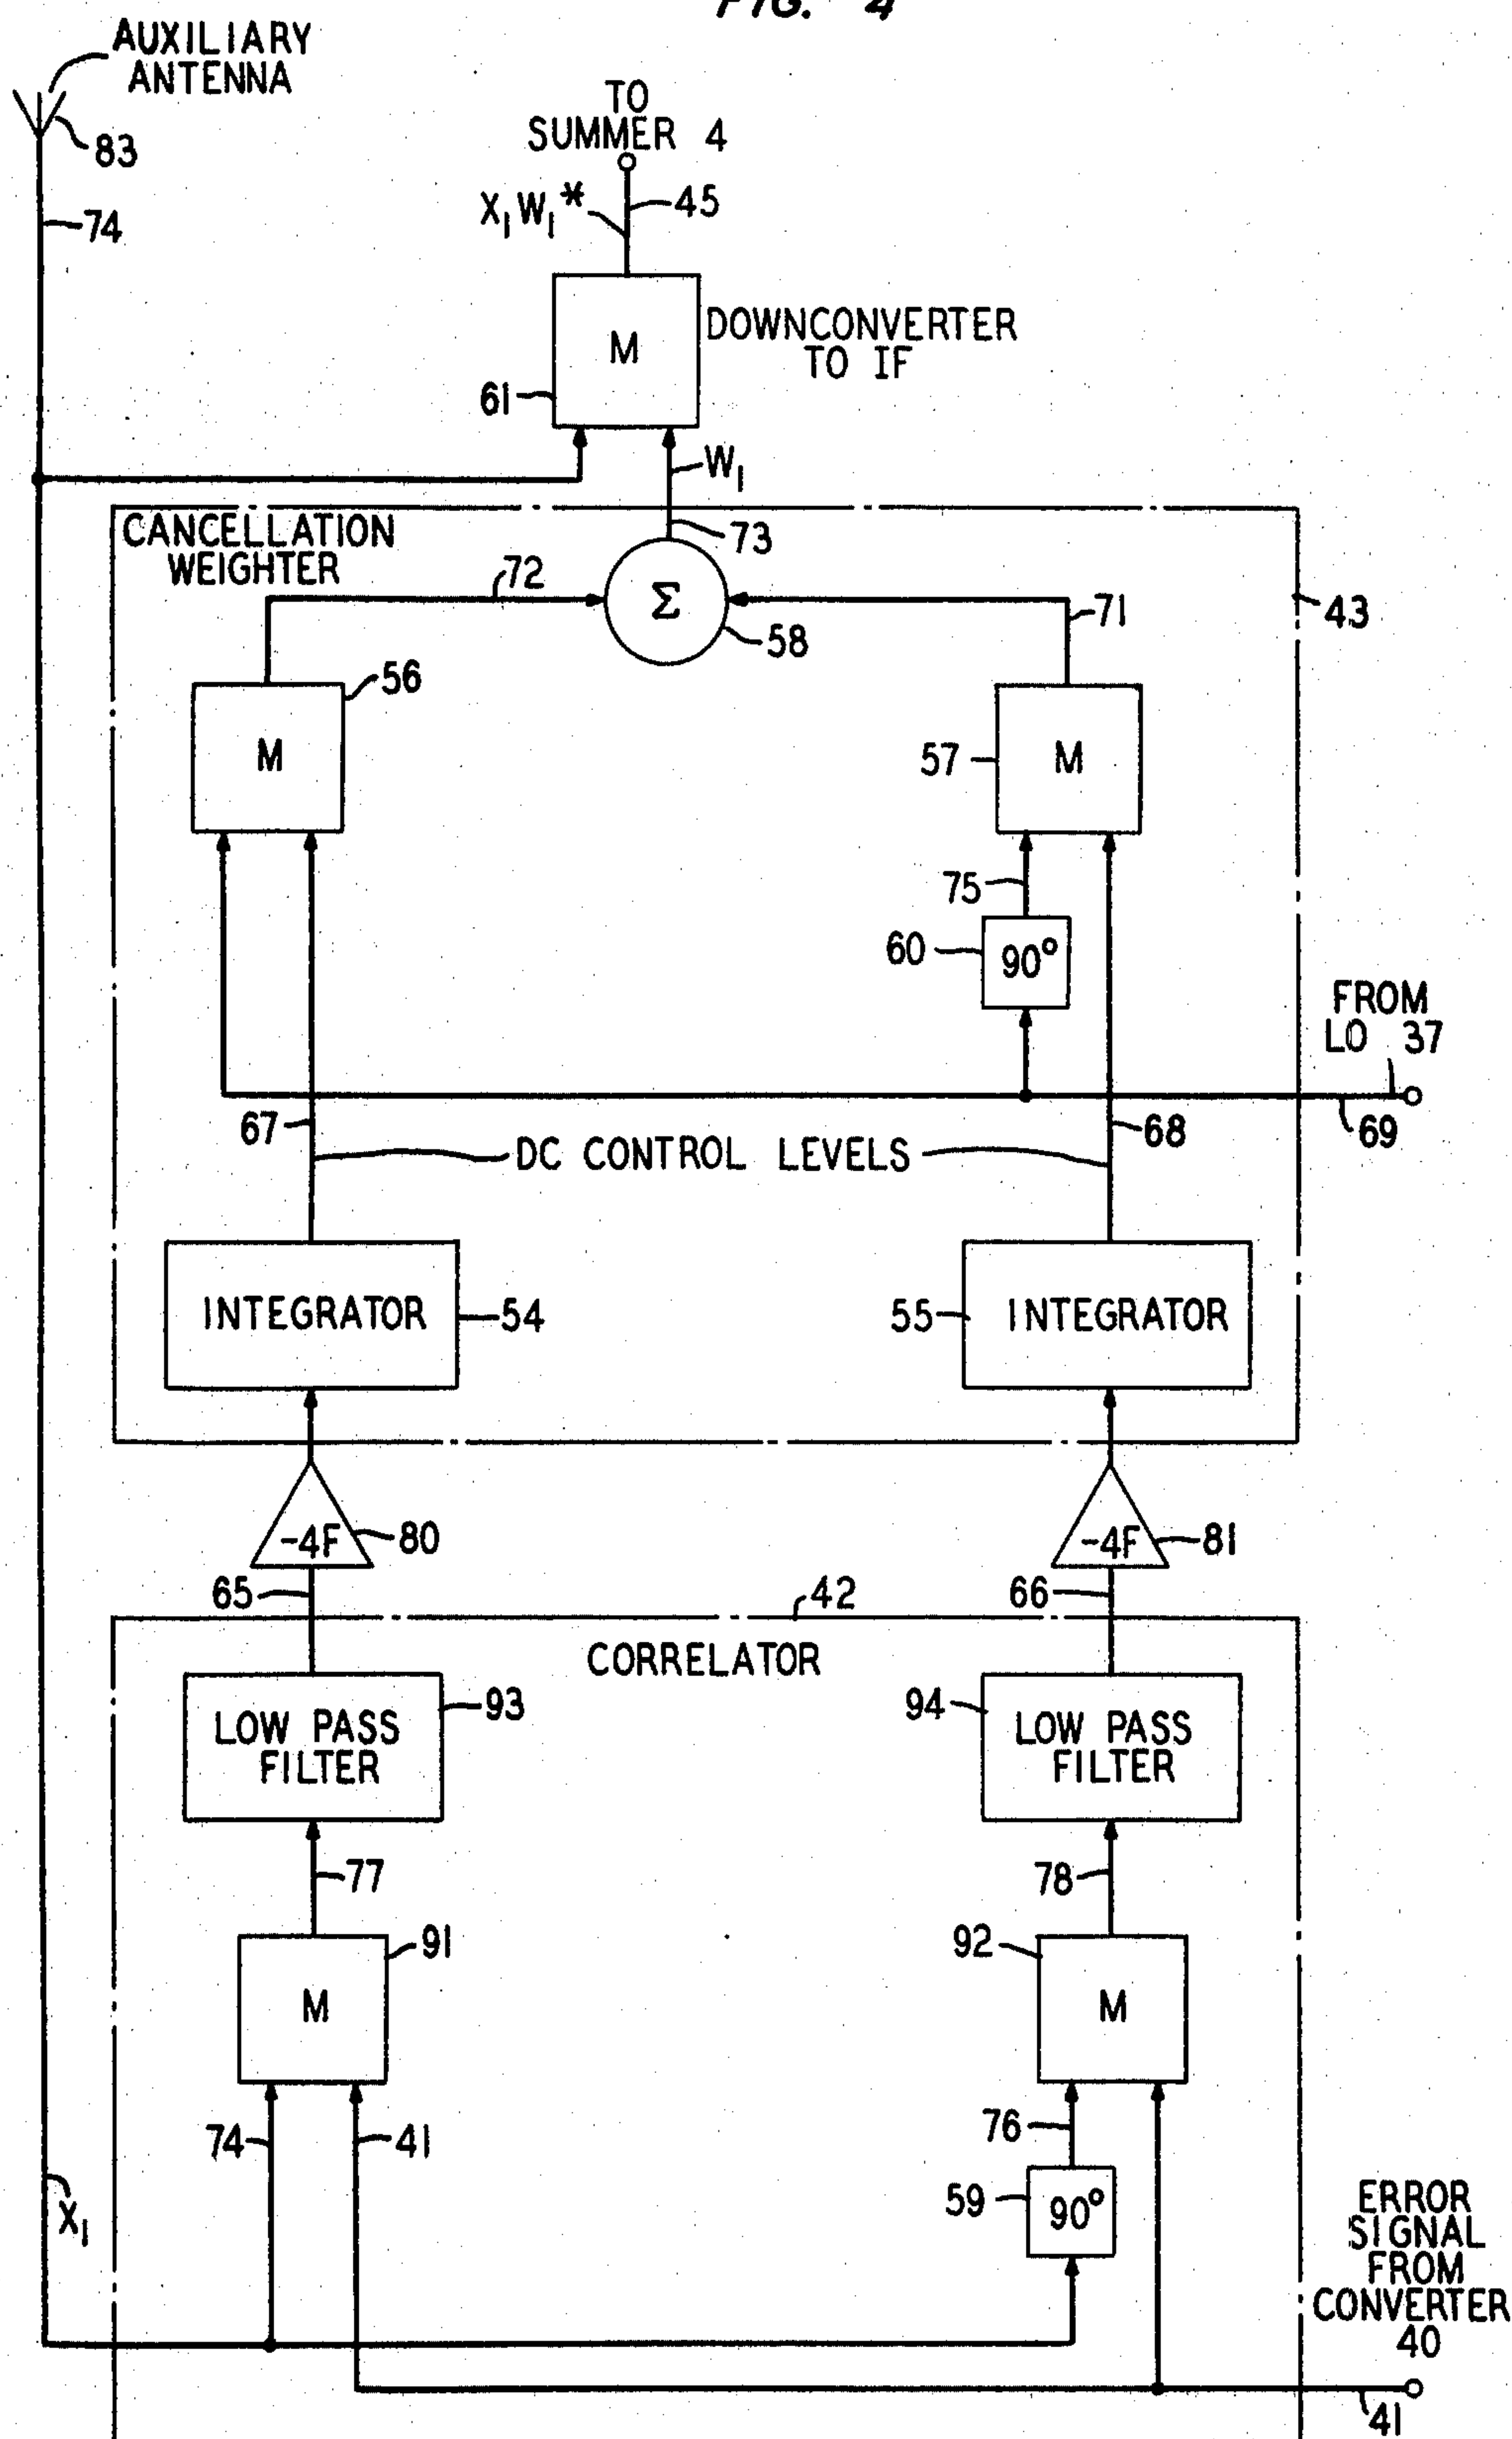 FIG. 4
AUXILIARY
ANTENNA
83
74
TO
SUMMER 4
X₁W₁*
45
M
DOWNCONVERTER
TO IF
61
W₁
73
CANCELLATION
WEIGHTER
72
Σ
58
71
43
56
M
57
M
75
60
90°
FROM
LO 37
69
67
DC CONTROL LEVELS
68
INTEGRATOR
54
55
INTEGRATOR
-4F
80
-4F
81
65
66
42
CORRELATOR
93
LOW PASS
FILTER
94
LOW PASS
FILTER
77
78
91
M
92
M
74
41
76
59
90°
X₁
ERROR
SIGNAL
FROM
CONVERTER
40
41